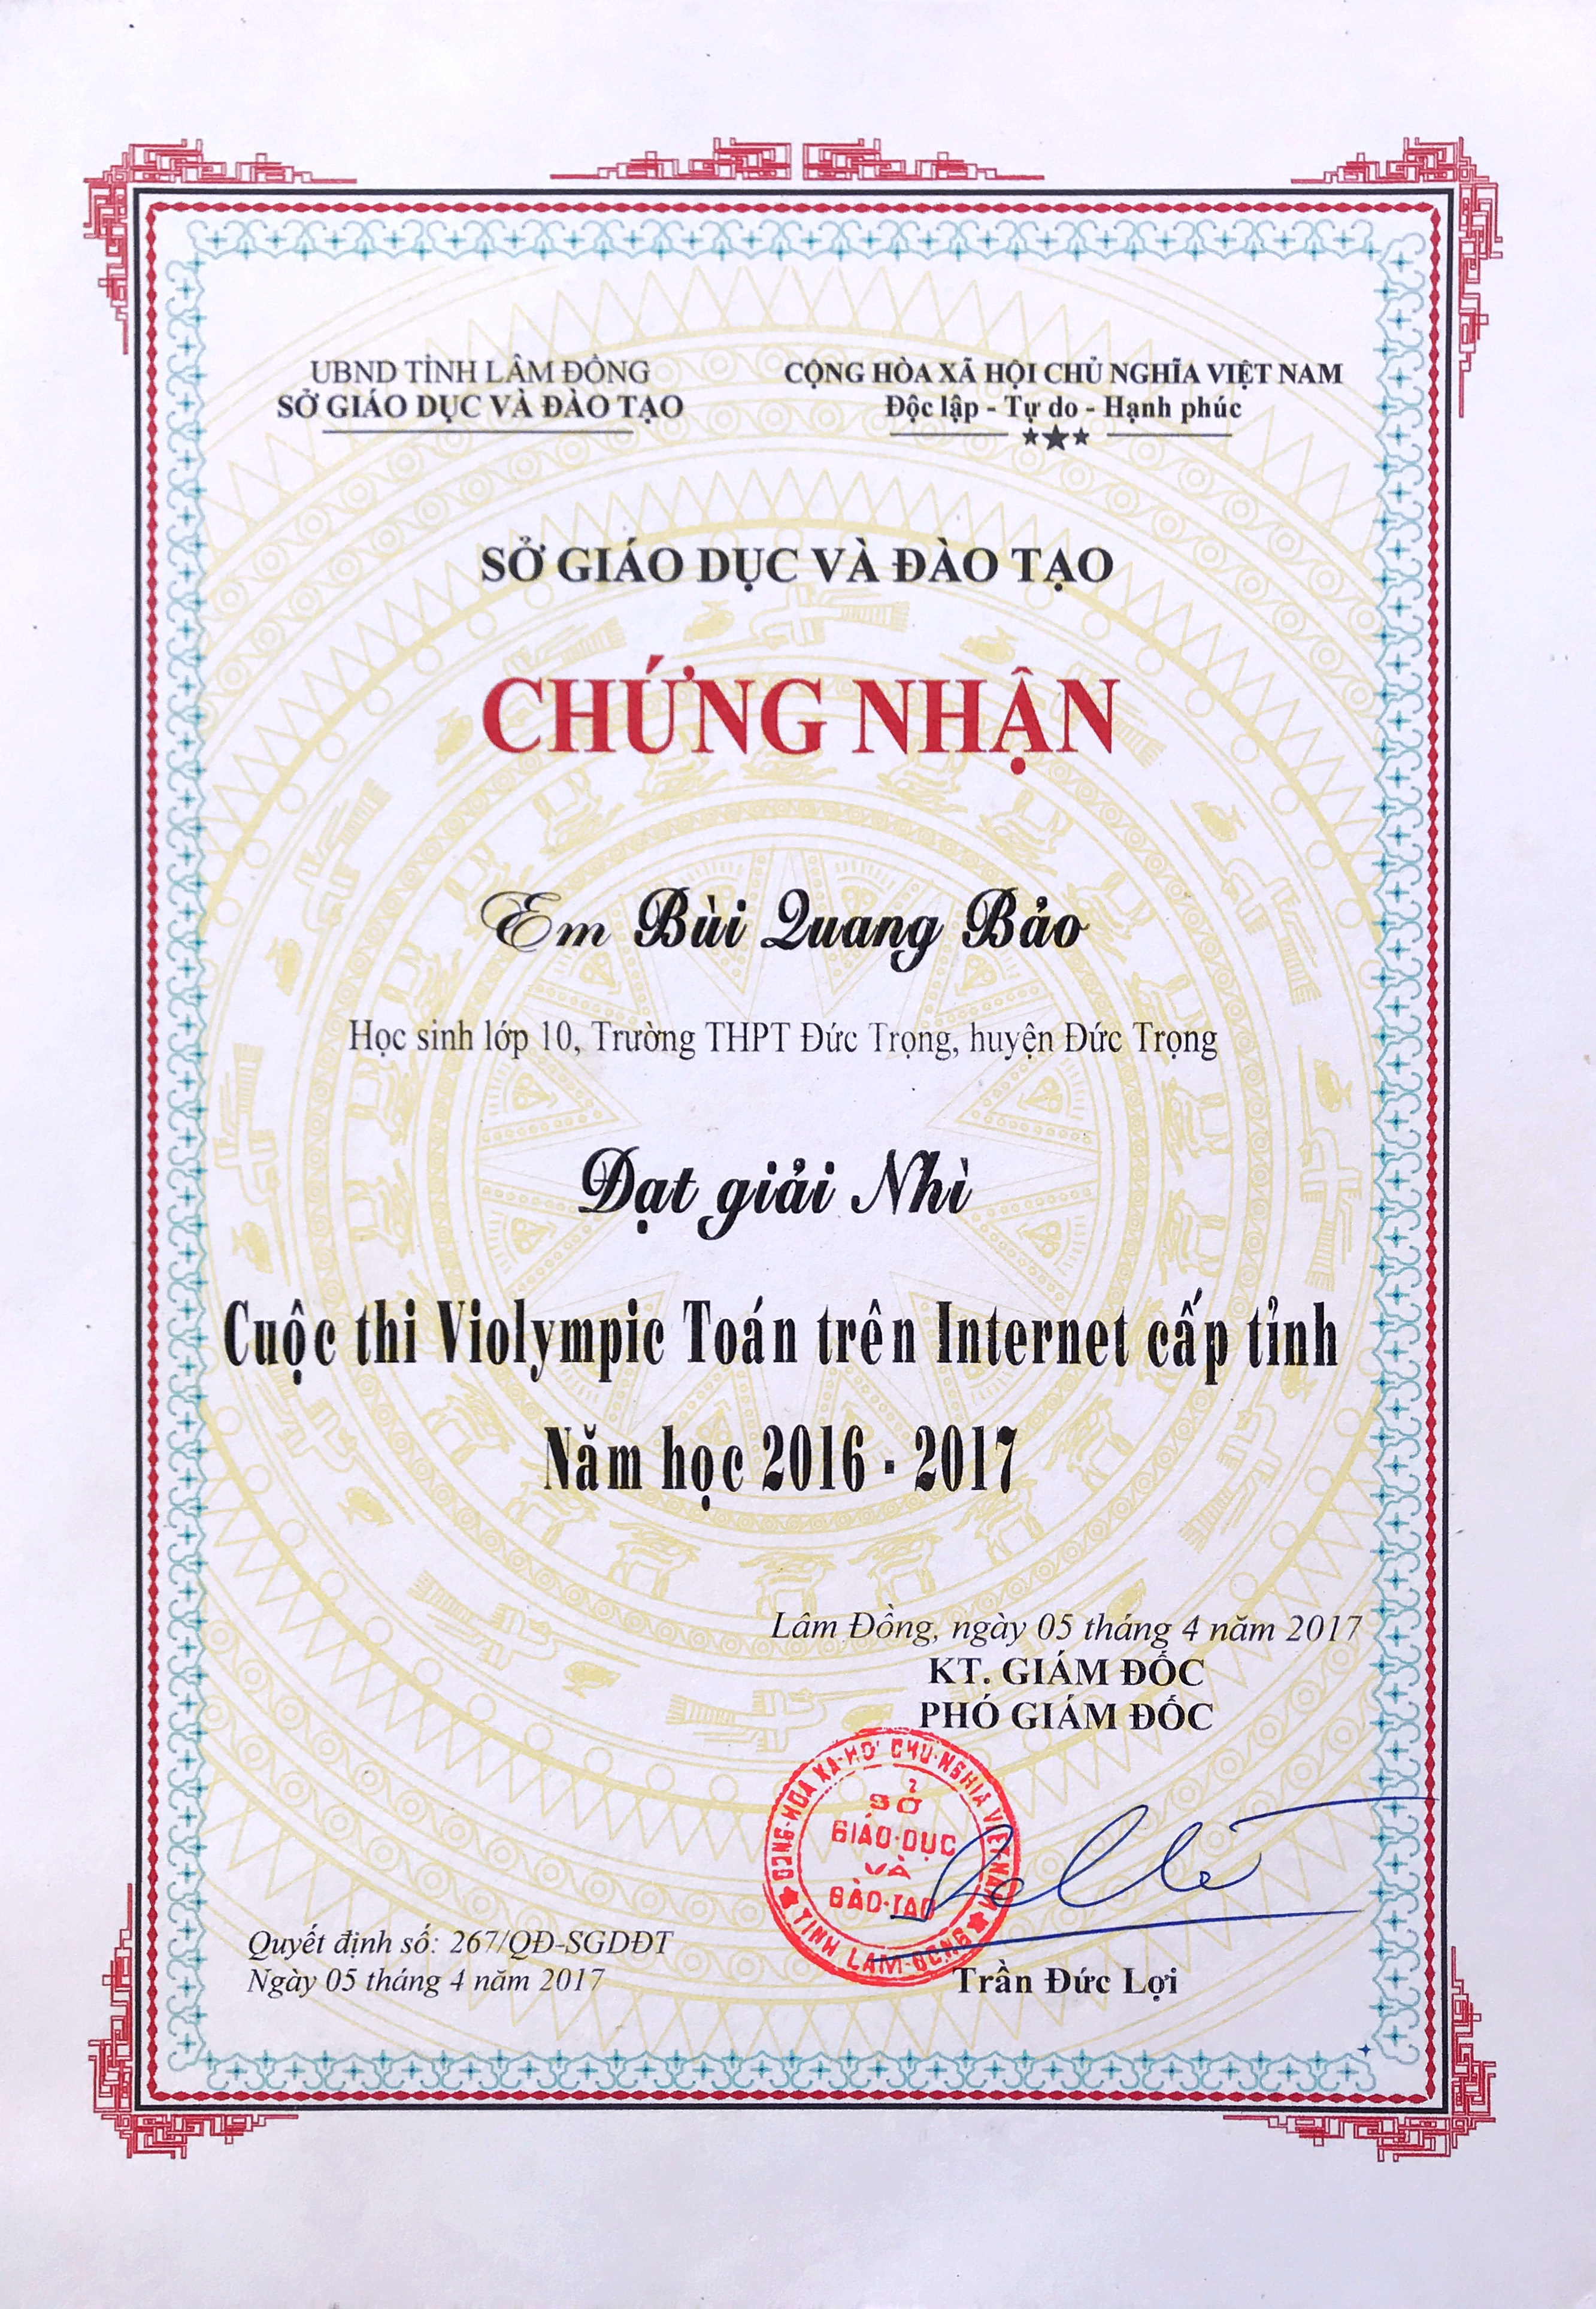 UBND TỈNH LÂM ĐỒNG
SỞ GIÁO DỤC VÀ ĐÀO TẠO
CỘNG HÒA XÃ HỘI CHỦ NGHĨA VIỆT NAM
Độc lập - Tự do - Hạnh phúc
SỞ GIÁO DỤC VÀ ĐÀO TẠO
CHỨNG NHẬN
Em Bùi Quang Bảo
Học sinh lớp 10, Trường THPT Đức Trọng, huyện Đức Trọng
Đạt giải Nhì
Cuộc thi Violympic Toán trên Internet cấp tỉnh
Năm học 2016 - 2017
Lâm Đồng, ngày 05 tháng 4 năm 2017
KT. GIÁM ĐỐC
PHÓ GIÁM ĐỐC
CỘNG HÒA XÃ HỘI CHỦ NGHĨA VIỆT NAM
SỞ
GIÁO DỤC
VÀ
ĐÀO TẠO
TỈNH LÂM ĐỒNG
Trần Đức Lợi
Quyết định số: 267/QĐ-SGDĐT
Ngày 05 tháng 4 năm 2017